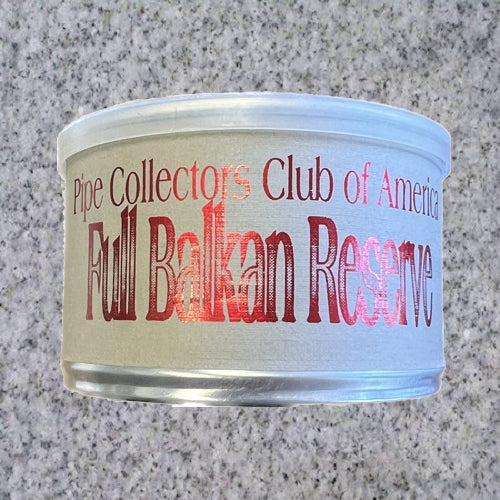 Pipe Collectors Club of America
Full Balkan Reserve